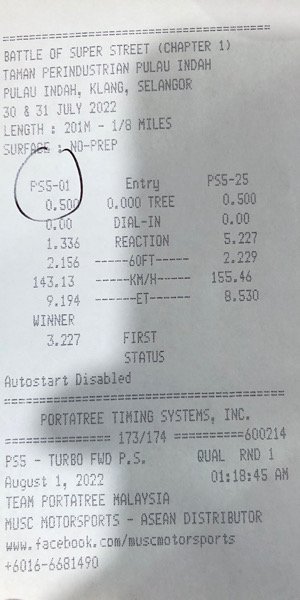 BATTLE OF SUPER STREET (CHAPTER 1)
TAMAN PERINDUSTRIAN PULAU INDAH
PULAU INDAH, KLANG, SELANGOR
30 & 31 JULY 2022
LENGTH : 201M - 1/8 MILES
SURFACE : NO-PREP
PS5-01 Entry PS5-25
0.500 0.000 TREE 0.500
0.00 DIAL-IN 0.00
1.336 REACTION 5.227
2.156 -----60FT----- 2.229
143.13 -----KM/H----- 155.46
9.194 ------ET------ 8.530
WINNER
3.227 FIRST
STATUS
Autostart Disabled
PORTATREE TIMING SYSTEMS, INC.
=============== 173/174 ==========600214
PS5 - TURBO FWD P.S. QUAL RND 1
August 1, 2022 01:18:45 AM
TEAM PORTATREE MALAYSIA
MUSC MOTORSPORTS - ASEAN DISTRIBUTOR
www.facebook.com/muscmotorsports
+6016-6681490